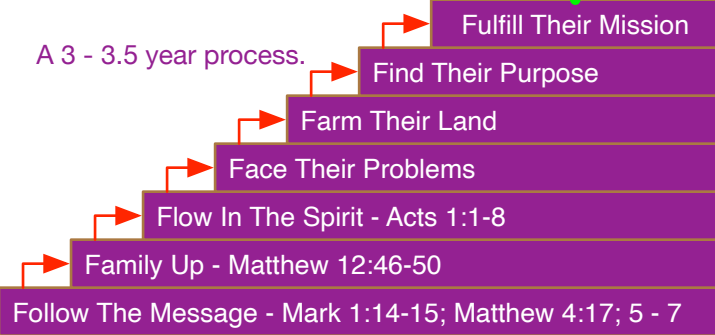 Fulfill Their Mission
A 3 - 3.5 year process.
Find Their Purpose
Farm Their Land
Face Their Problems
Flow In The Spirit - Acts 1:1-8
Family Up - Matthew 12:46-50
Follow The Message - Mark 1:14-15; Matthew 4:17; 5 - 7